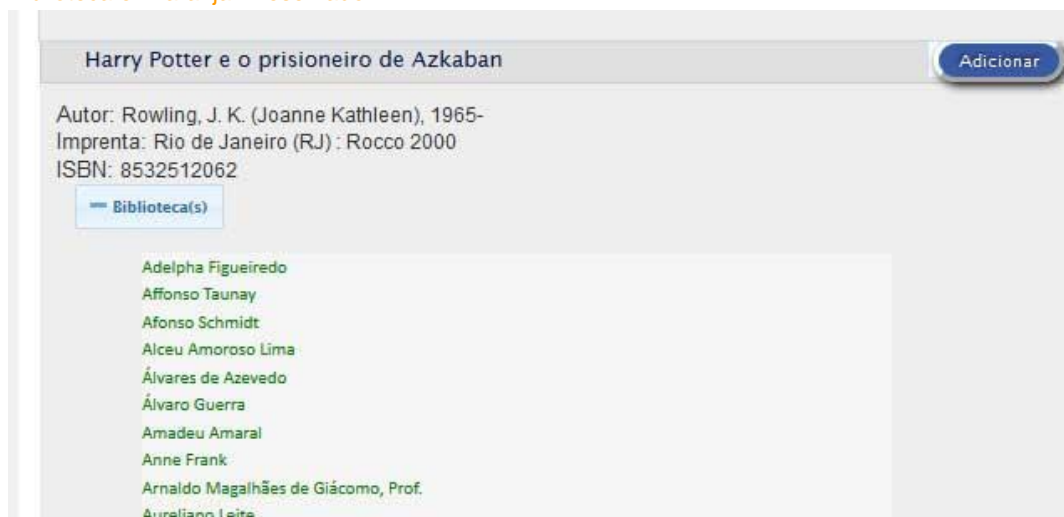 Harry Potter e o prisioneiro de Azkaban
Adicionar
Autor: Rowling, J. K. (Joanne Kathleen), 1965-
Imprenta: Rio de Janeiro (RJ) : Rocco 2000
ISBN: 8532512062
Biblioteca(s)
Adelpha Figueiredo
Affonso Taunay
Afonso Schmidt
Alceu Amoroso Lima
Álvares de Azevedo
Álvaro Guerra
Amadeu Amaral
Anne Frank
Arnaldo Magalhães de Giácomo, Prof.
Aureliano Leite